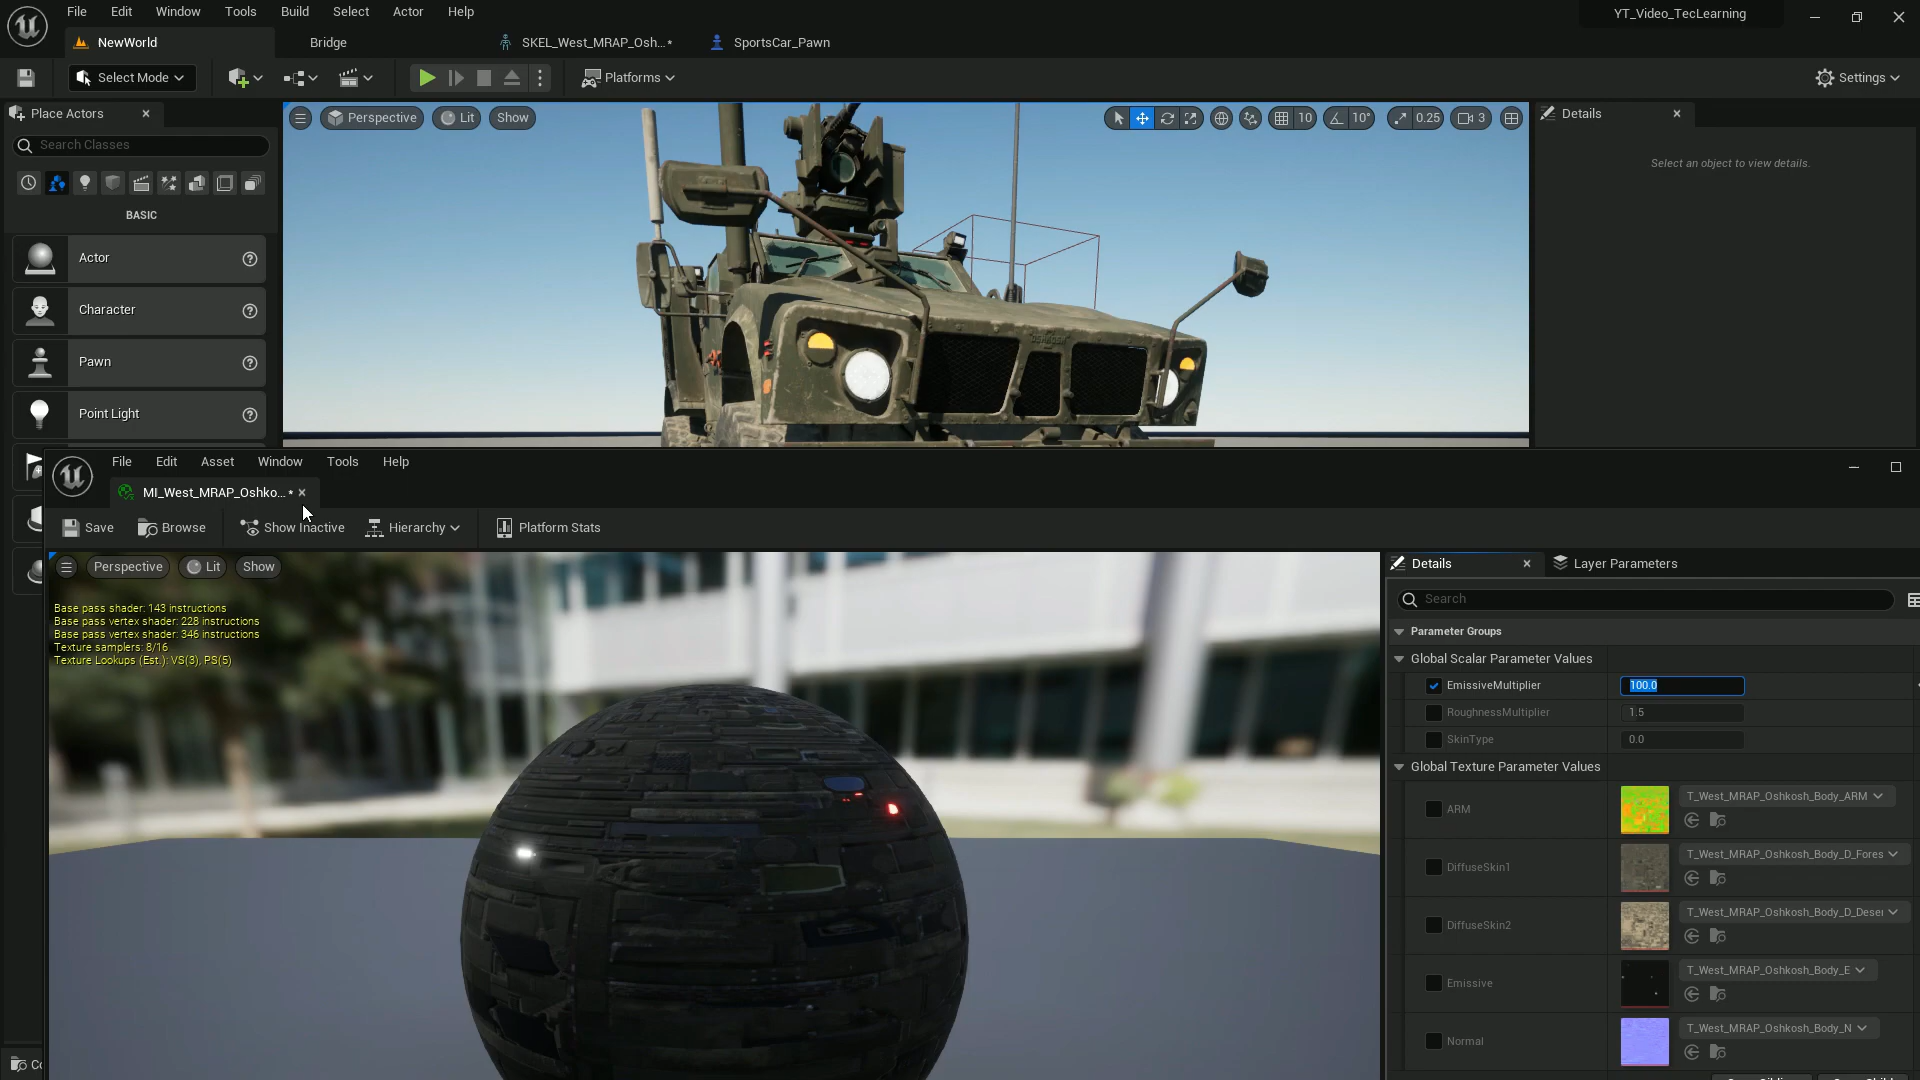 File Edit Window Tools Build Select Actor Help
YT_Video_TecLearning
NewWorld
Bridge
SKEL_West_MRAP_Osh...*
SportsCar_Pawn
Select Mode
Platforms
Settings
Place Actors
Search Classes
BASIC
Actor
Character
Pawn
Point Light
Perspective Lit Show
10 10° 0.25 3
OSHKOSH
Details
Select an object to view details.
File Edit Asset Window Tools Help
MI_West_MRAP_Oshko...*
Save Browse Show Inactive Hierarchy Platform Stats
Perspective Lit Show
Base pass shader: 143 instructions
Base pass vertex shader: 228 instructions
Base pass vertex shader: 346 instructions
Texture samplers: 8/16
Texture Lookups (Est.): VS(3), PS(5)
Details
Layer Parameters
Search
Parameter Groups
Global Scalar Parameter Values
EmissiveMultiplier 100.0
RoughnessMultiplier 1.5
SkinType 0.0
Global Texture Parameter Values
ARM T_West_MRAP_Oshkosh_Body_ARM
DiffuseSkin1 T_West_MRAP_Oshkosh_Body_D_Fores
DiffuseSkin2 T_West_MRAP_Oshkosh_Body_D_Deser
Emissive T_West_MRAP_Oshkosh_Body_E
Normal T_West_MRAP_Oshkosh_Body_N